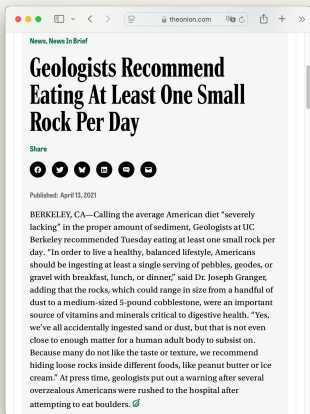 theonion.com
News, News In Brief
Geologists Recommend
Eating At Least One Small
Rock Per Day
Share
Published: April 13, 2021
BERKELEY, CA—Calling the average American diet “severely
lacking” in the proper amount of sediment, Geologists at UC
Berkeley recommended Tuesday eating at least one small rock per
day. “In order to live a healthy, balanced lifestyle, Americans
should be ingesting at least a single serving of pebbles, geodes, or
gravel with breakfast, lunch, or dinner,” said Dr. Joseph Granger,
adding that the rocks, which could range in size from a handful of
dust to a medium-sized 5-pound cobblestone, were an important
source of vitamins and minerals critical to digestive health. “Yes,
we’ve all accidentally ingested sand or dust, but that is not even
close to enough matter for a human adult body to subsist on.
Because many do not like the taste or texture, we recommend
hiding loose rocks inside different foods, like peanut butter or ice
cream.” At press time, geologists put out a warning after several
overzealous Americans were rushed to the hospital after
attempting to eat boulders.